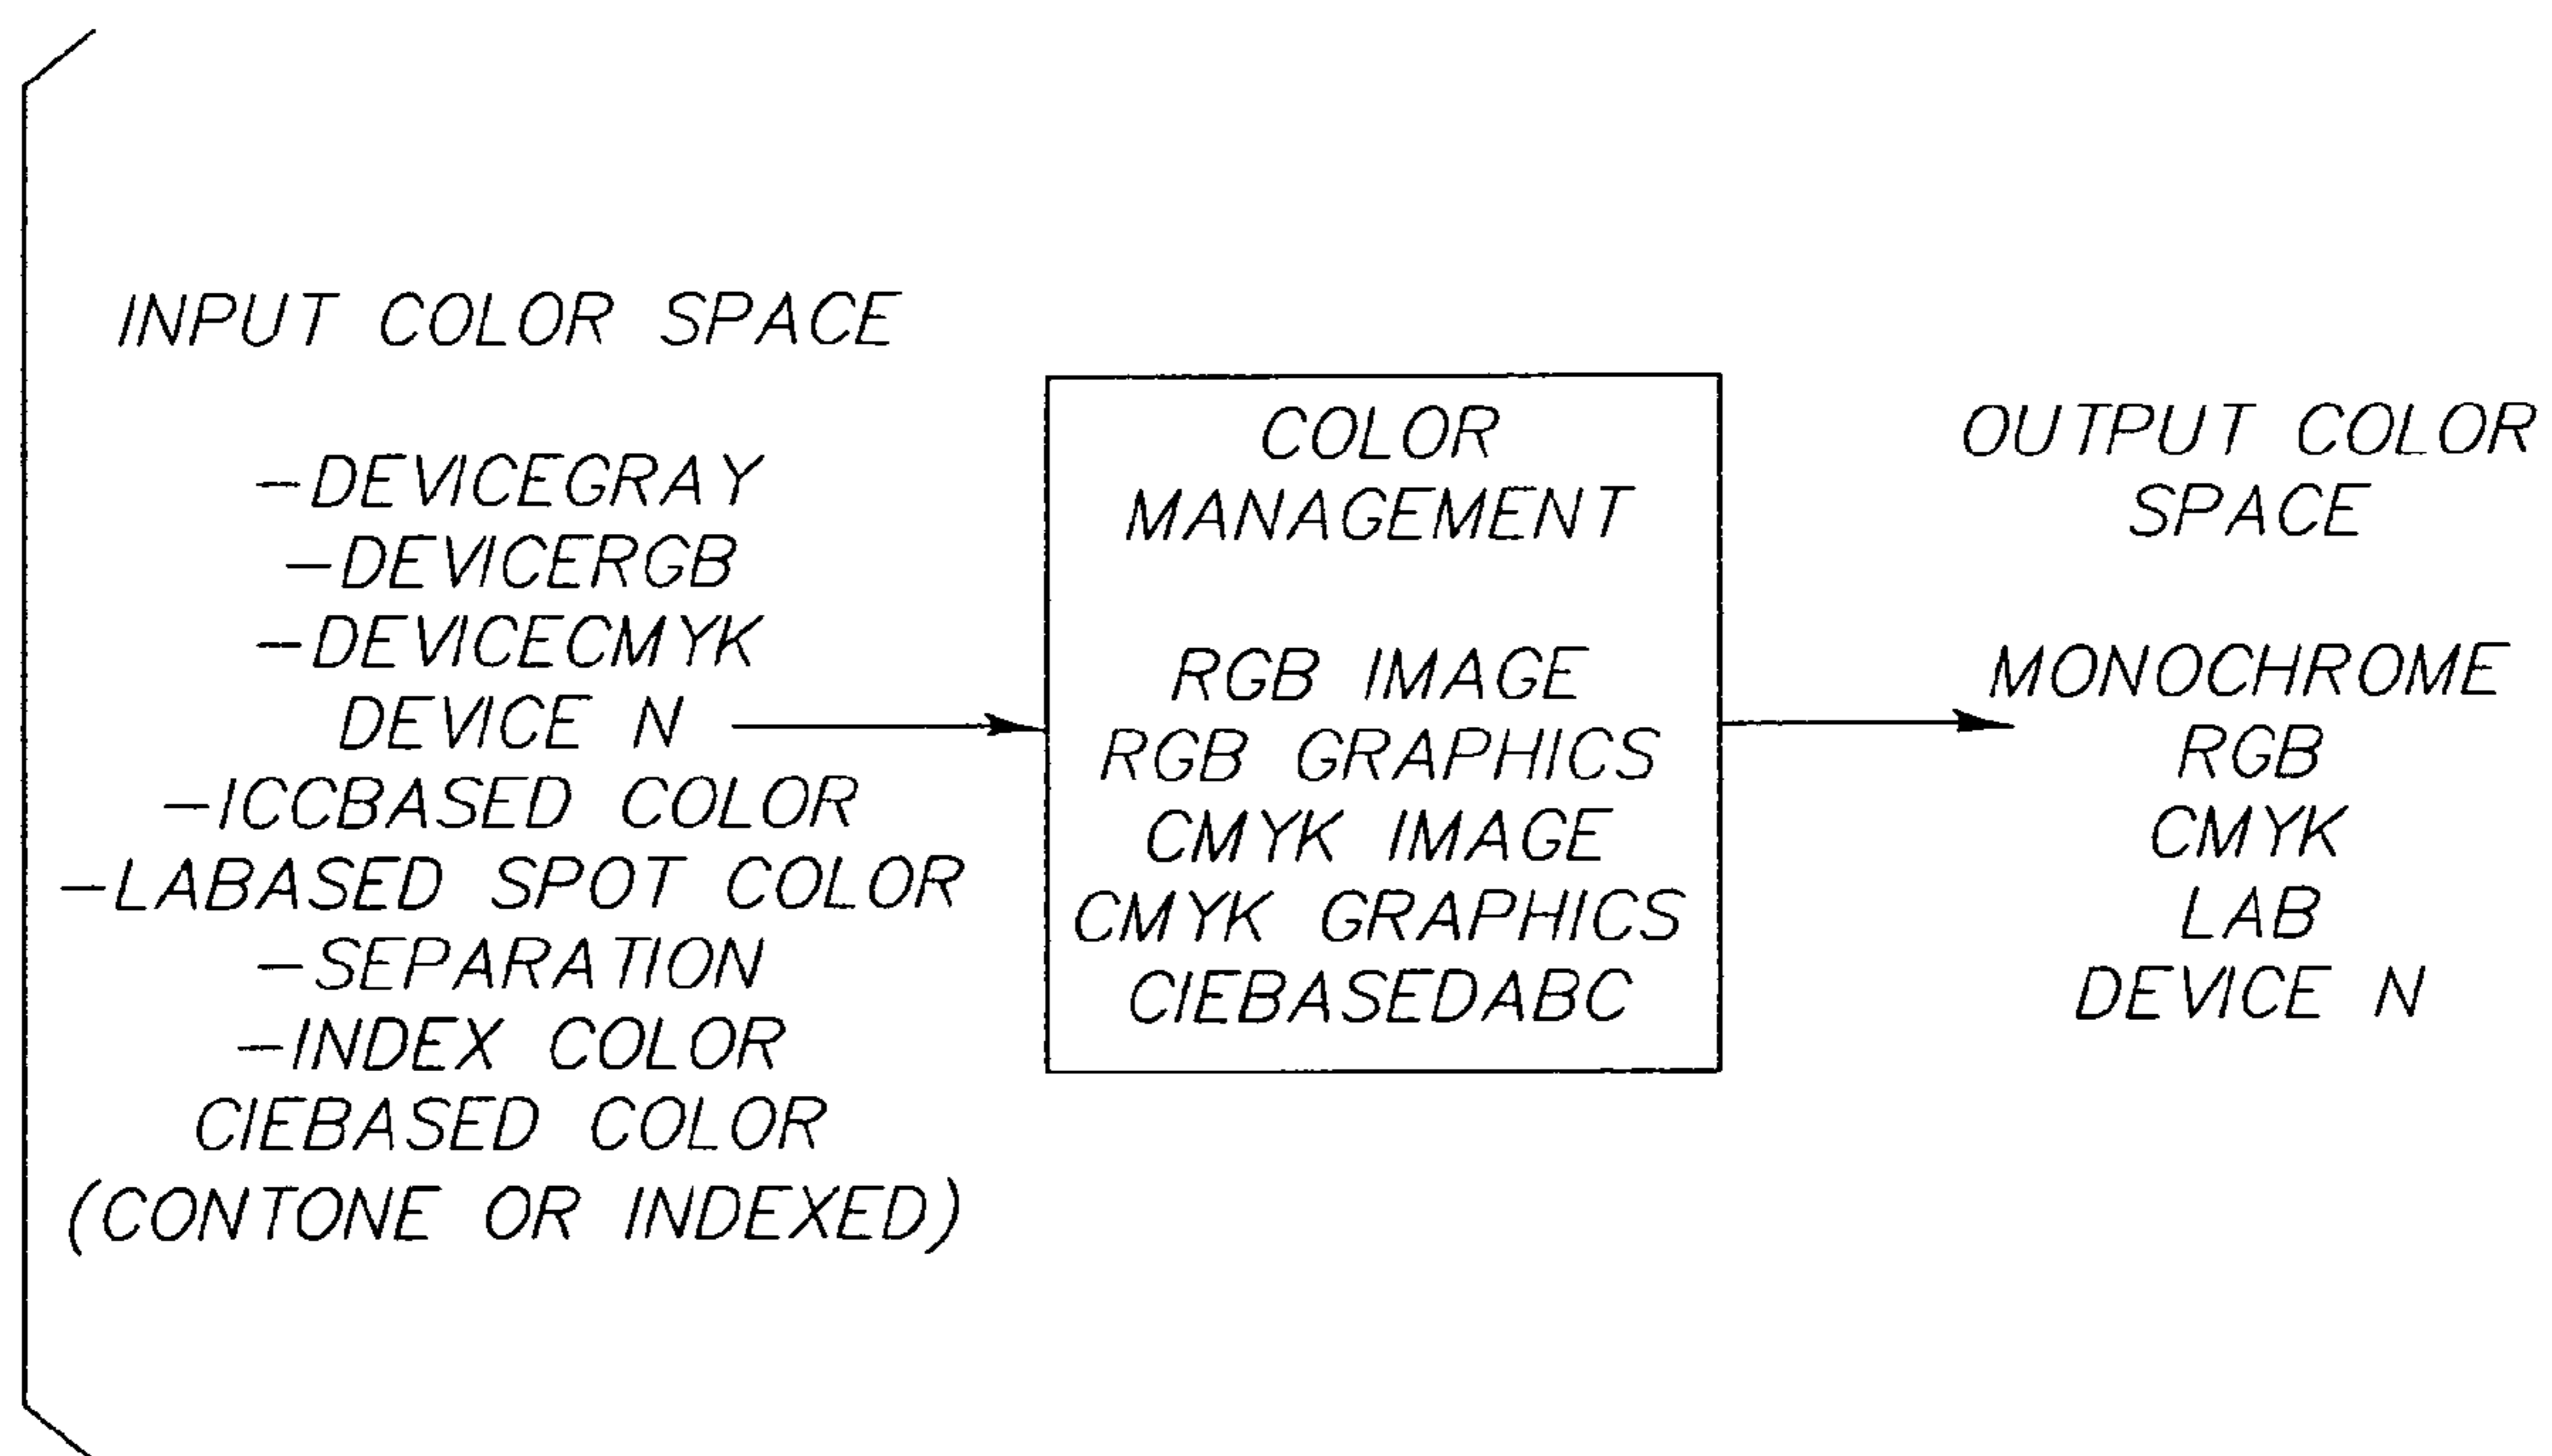 INPUT COLOR SPACE
-DEVICEGRAY
-DEVICERGB
-DEVICECMYK
DEVICE N
-ICCBASED COLOR
-LABASED SPOT COLOR
-SEPARATION
-INDEX COLOR
CIEBASED COLOR
(CONTONE OR INDEXED)
COLOR
MANAGEMENT
RGB IMAGE
RGB GRAPHICS
CMYK IMAGE
CMYK GRAPHICS
CIEBASEDABC
OUTPUT COLOR
SPACE
MONOCHROME
RGB
CMYK
LAB
DEVICE N